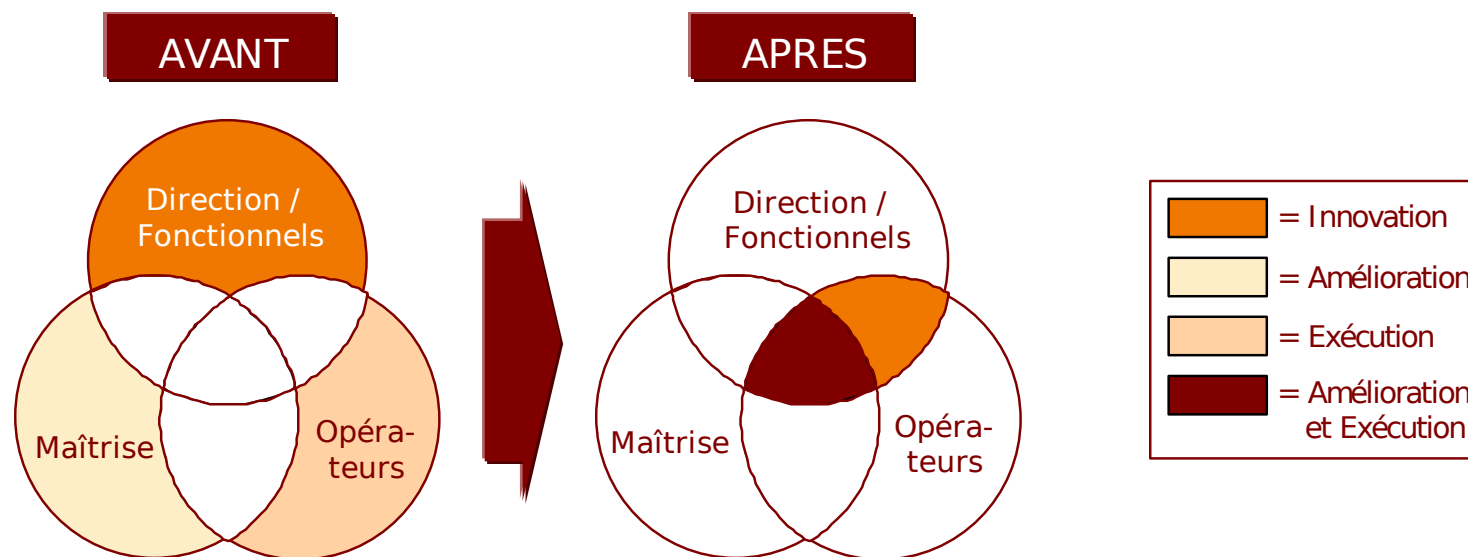 AVANT
Direction /
Fonctionnels
Maîtrise
Opéra-
teurs
APRES
Direction /
Fonctionnels
Maîtrise
Opéra-
teurs
= Innovation
= Amélioration
= Exécution
= Amélioration
et Exécution